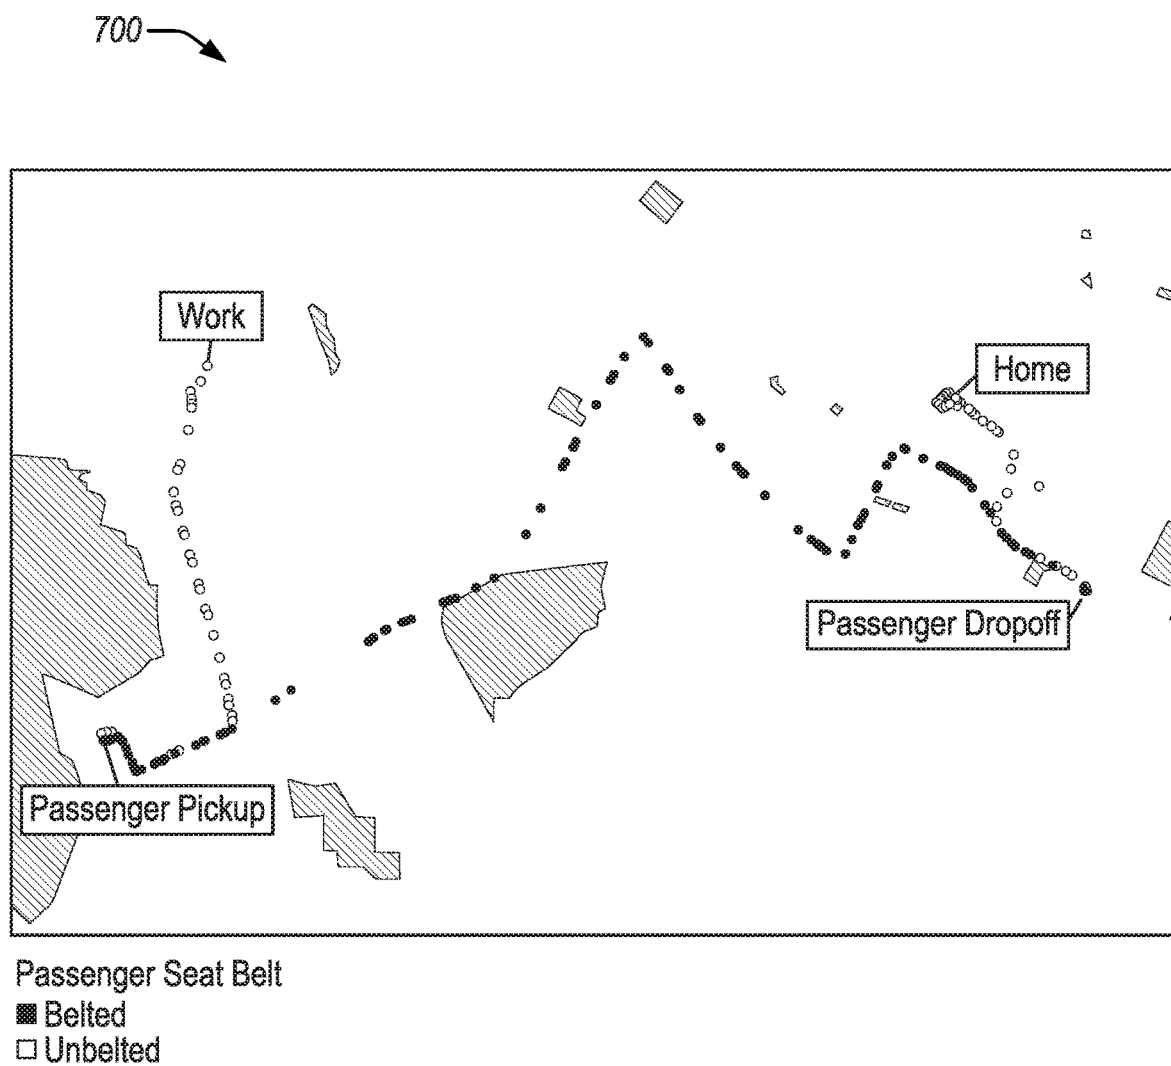 700
Work
Home
Passenger Dropoff
Passenger Pickup
Passenger Seat Belt
Belted
Unbelted